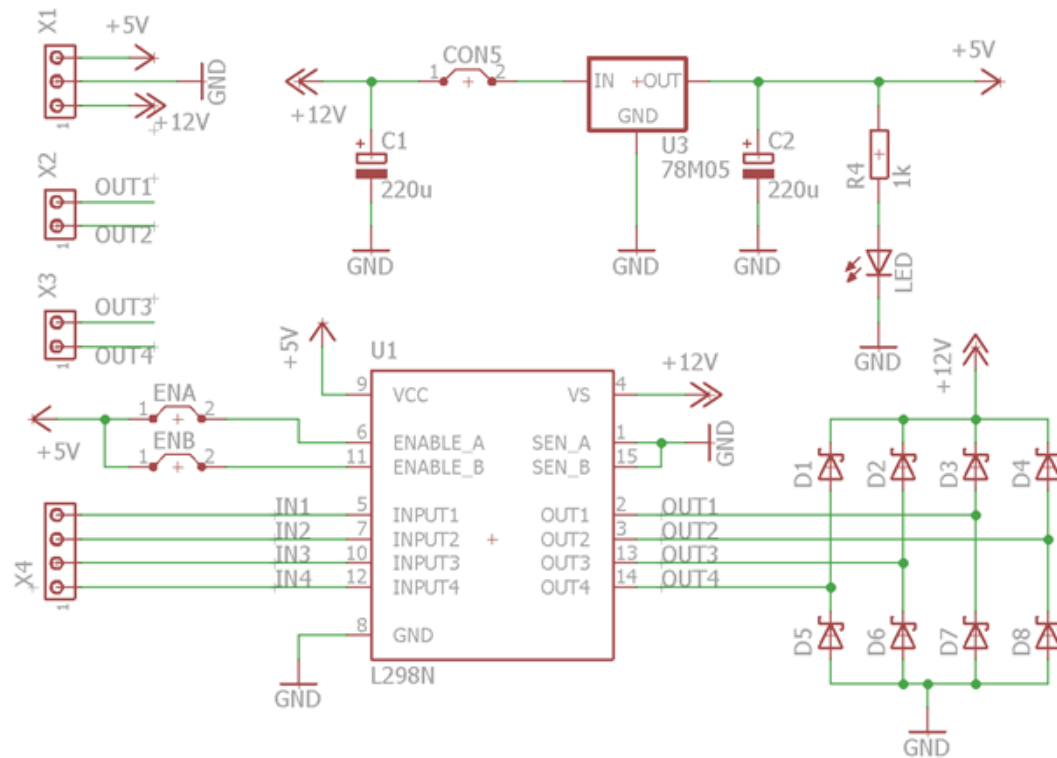 X1
+5V
GND
+12V
1
X2
OUT1
OUT2
1
X3
OUT3
OUT4
1
+12V
C1
220u
GND
CON5
1 2
IN +OUT
GND
U3
78M05
GND
C2
220u
GND
+5V
R4
1k
LED
GND
+5V
ENA
1 2
ENB
1 2
+5V
X4
1
IN1
IN2
IN3
IN4
GND
U1
9 VCC
6 ENABLE_A
11 ENABLE_B
5 INPUT1
7 INPUT2
10 INPUT3
12 INPUT4
8 GND
VS 4
SEN_A 1
SEN_B 15
OUT1 2
OUT2 3
OUT3 13
OUT4 14
L298N
+12V
GND
OUT1
OUT2
OUT3
OUT4
+12V
D1
D2
D3
D4
D5
D6
D7
D8
GND